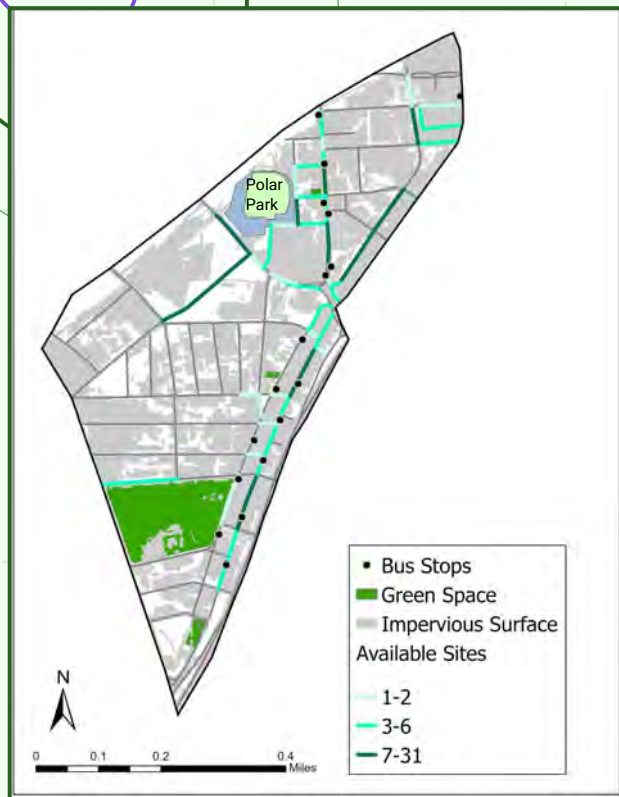 Polar
Park
Bus Stops
Green Space
Impervious Surface
Available Sites
1-2
3-6
7-31
N
0 0.1 0.2 0.4
Miles